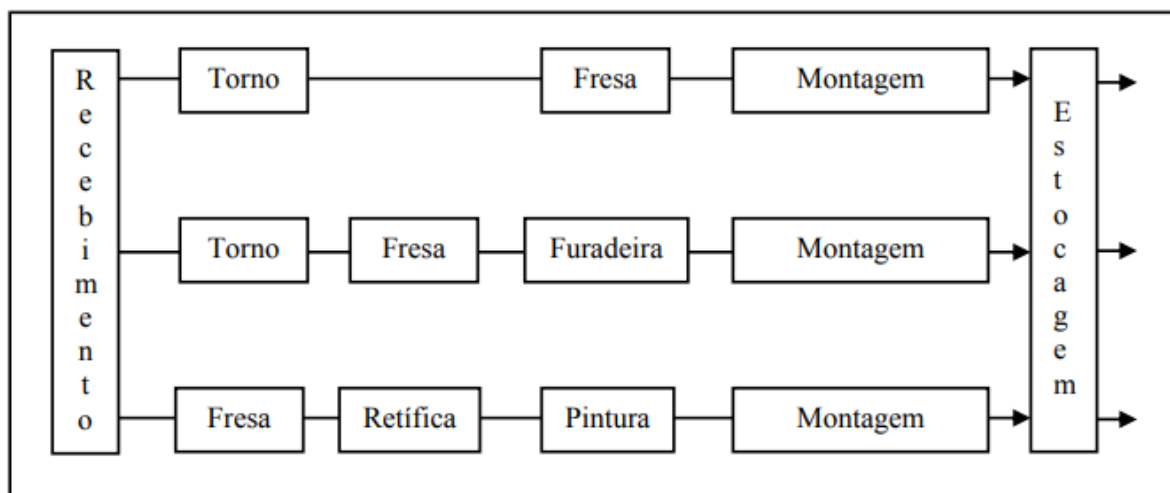 Recebimento
Torno
Fresa
Montagem
Torno
Fresa
Furadeira
Montagem
Fresa
Retífica
Pintura
Montagem
Estocagem